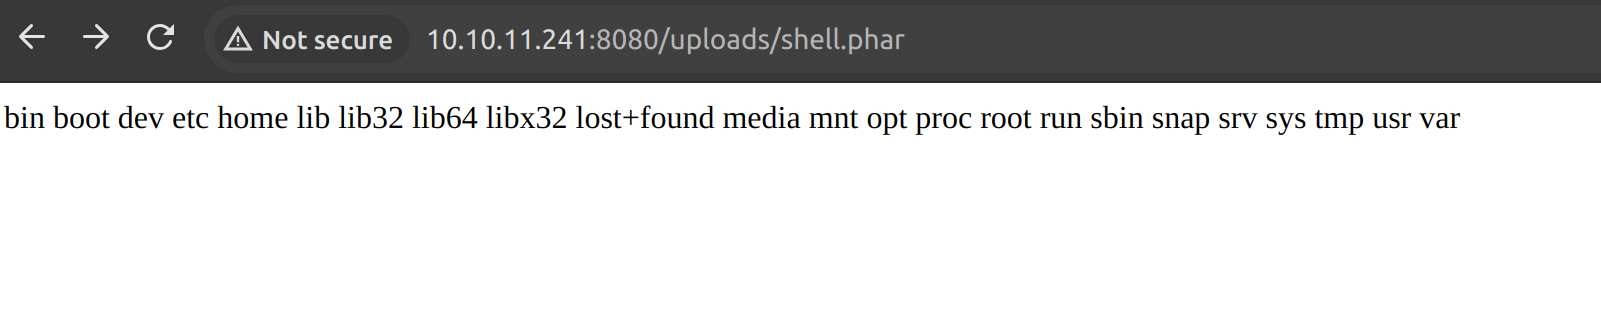 Not secure 10.10.11.241:8080/uploads/shell.phar
bin boot dev etc home lib lib32 lib64 libx32 lost+found media mnt opt proc root run sbin snap srv sys tmp usr var